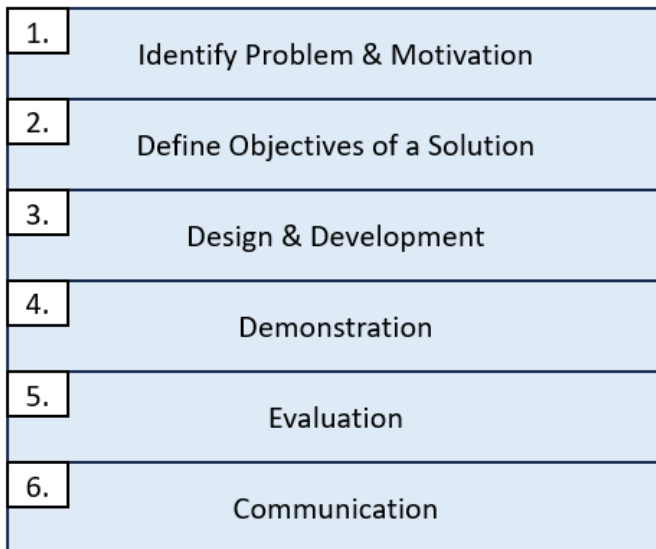 1.
Identify Problem & Motivation
2.
Define Objectives of a Solution
3.
Design & Development
4.
Demonstration
5.
Evaluation
6.
Communication